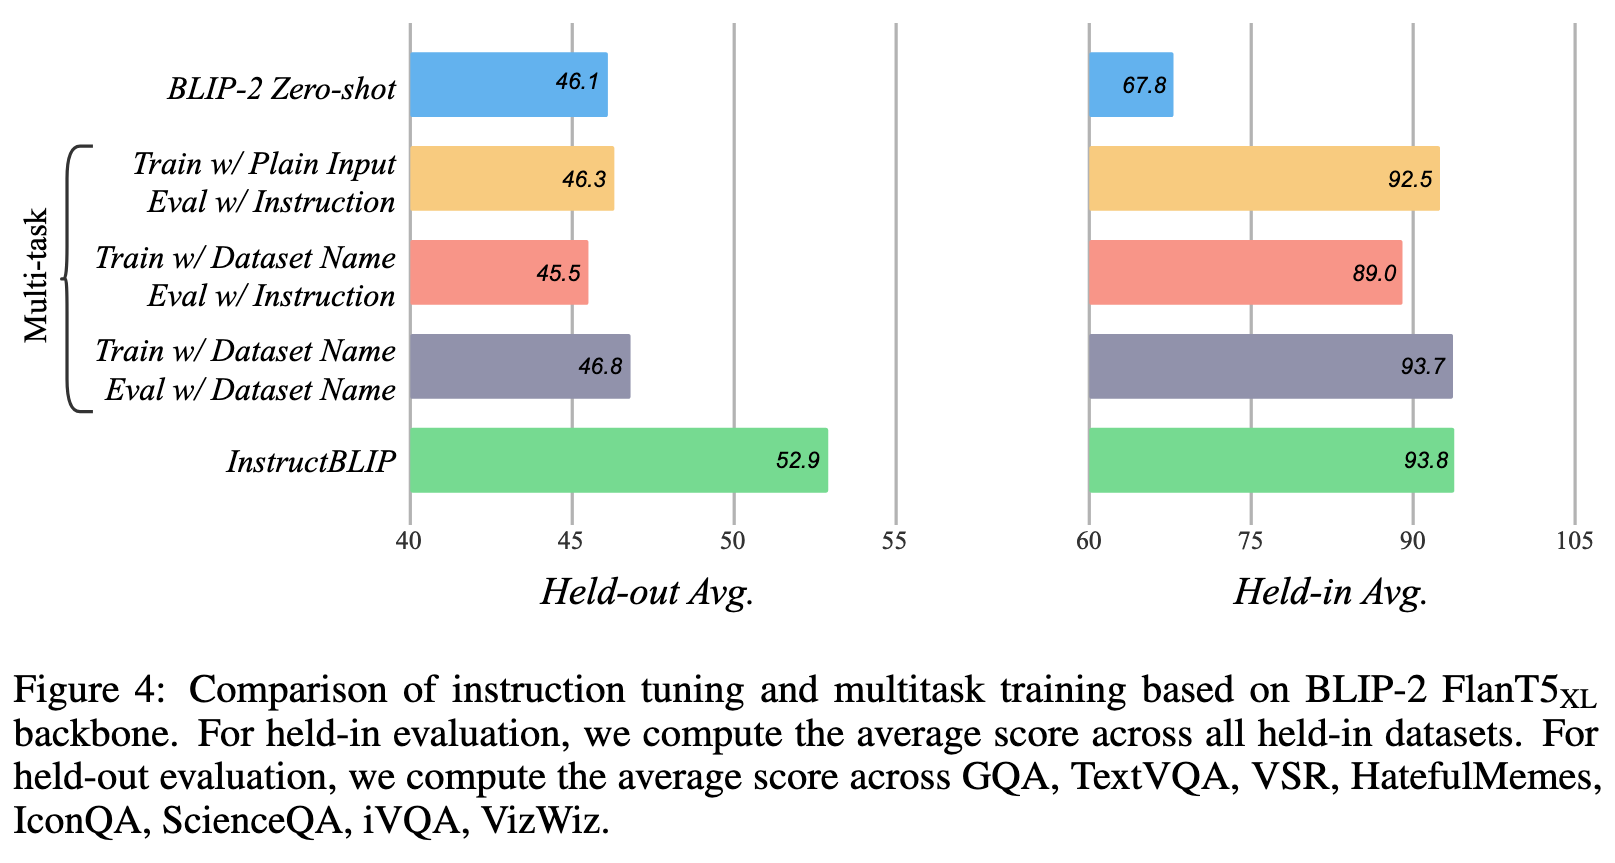 BLIP-2 Zero-shot
46.1
67.8
Multi-task
Train w/ Plain Input
Eval w/ Instruction
46.3
92.5
Train w/ Dataset Name
Eval w/ Instruction
45.5
89.0
Train w/ Dataset Name
Eval w/ Dataset Name
46.8
93.7
InstructBLIP
52.9
93.8
40 45 50 55
60 75 90 105
Held-out Avg.
Held-in Avg.
Figure 4: Comparison of instruction tuning and multitask training based on BLIP-2 FlanT5XL
backbone. For held-in evaluation, we compute the average score across all held-in datasets. For
held-out evaluation, we compute the average score across GQA, TextVQA, VSR, HatefulMemes,
IconQA, ScienceQA, iVQA, VizWiz.